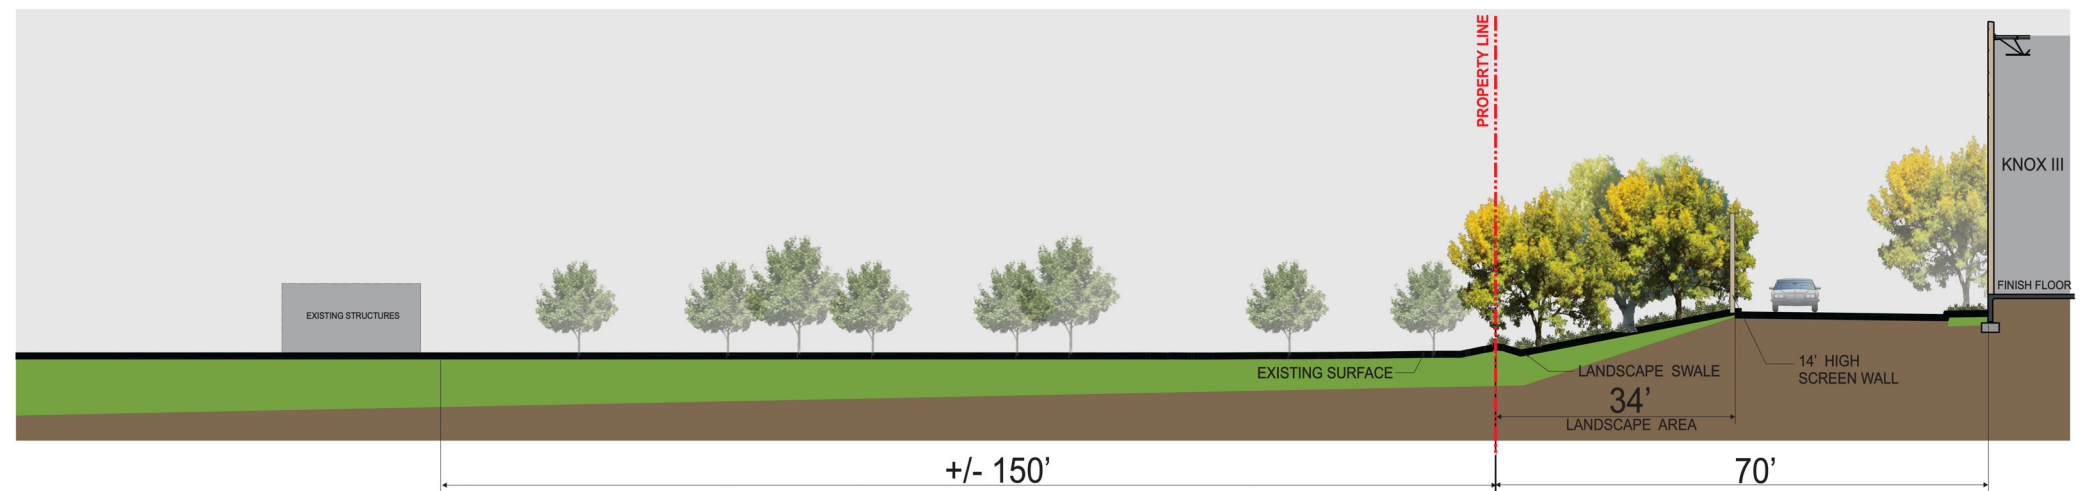 PROPERTY LINE
KNOX III
FINISH FLOOR
EXISTING STRUCTURES
EXISTING SURFACE
LANDSCAPE SWALE
14’ HIGH
SCREEN WALL
34’
LANDSCAPE AREA
+/- 150’
70’